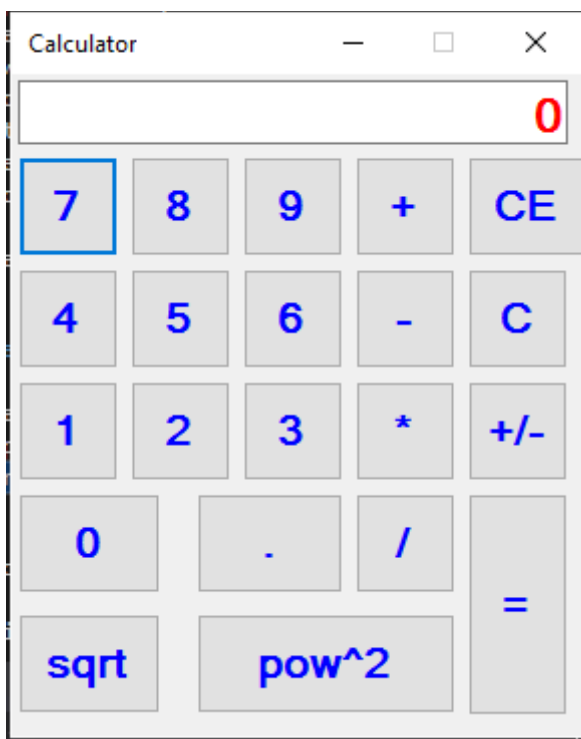 Calculator
0
7 8 9 + CE
4 5 6 - C
1 2 3 * +/-
0 . / =
sqrt pow^2